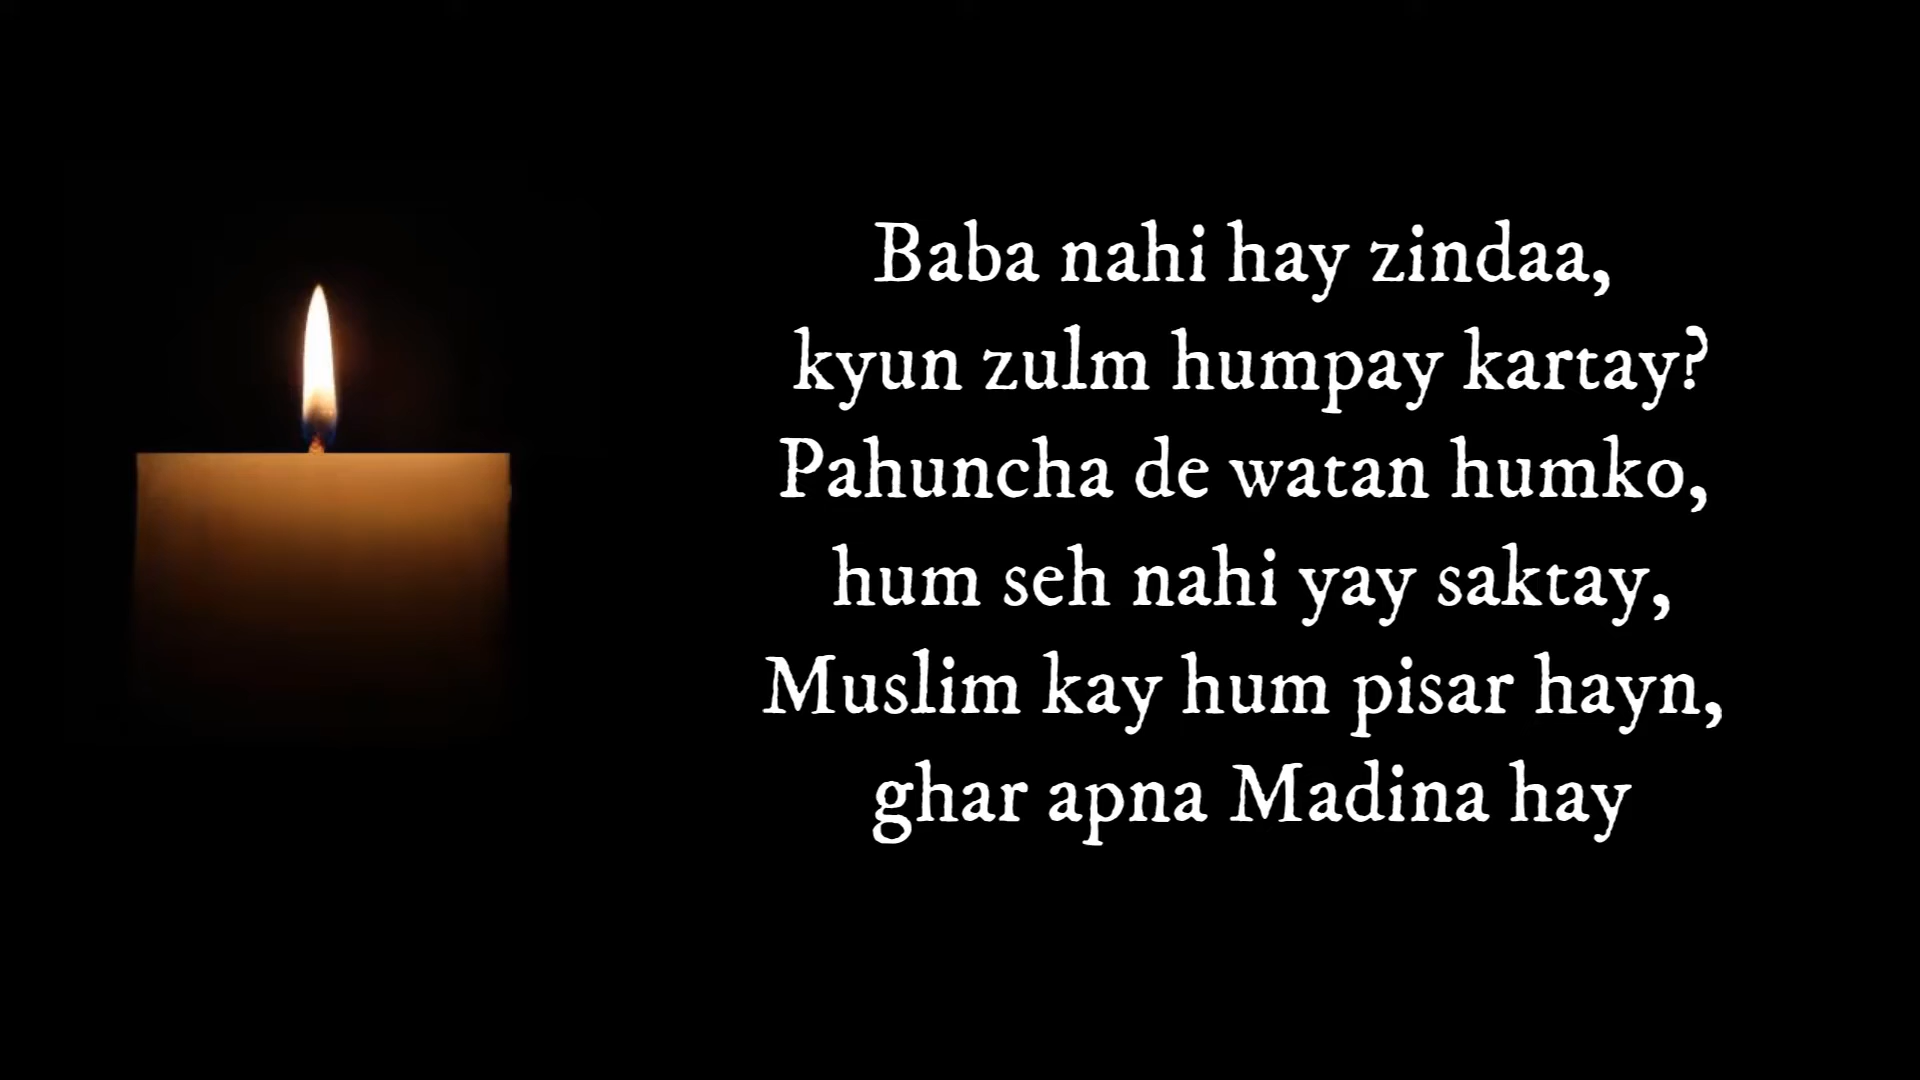 Baba nahi hay zindaa,
kyun zulm humpay kartay?
Pahuncha de watan humko,
hum seh nahi yay saktay,
Muslim kay hum pisar hayn,
ghar apna Madina hay